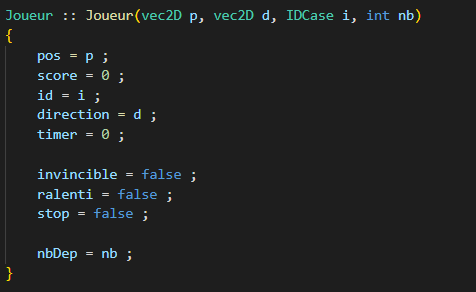 Joueur :: Joueur(vec2D p, vec2D d, IDCase i, int nb)
{
    pos = p ;
    score = 0 ;
    id = i ;
    direction = d ;
    timer = 0 ;

    invincible = false ;
    ralenti = false ;
    stop = false ;

    nbDep = nb ;
}